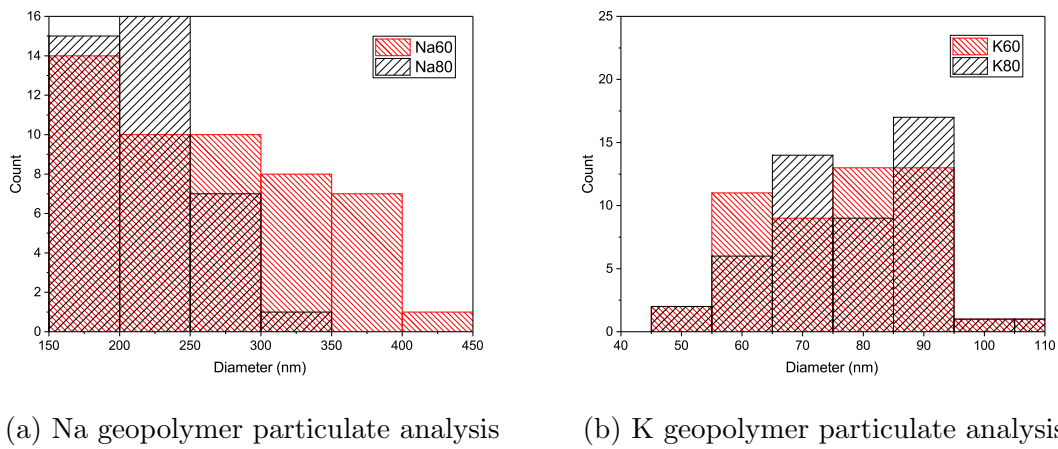 16
14
12
10
8
6
4
2
0
Count
Na60
Na80
150 200 250 300 350 400 450
Diameter (nm)
(a) Na geopolymer particulate analysis
25
20
15
10
5
0
Count
K60
K80
40 50 60 70 80 90 100 110
Diameter (nm)
(b) K geopolymer particulate analysis